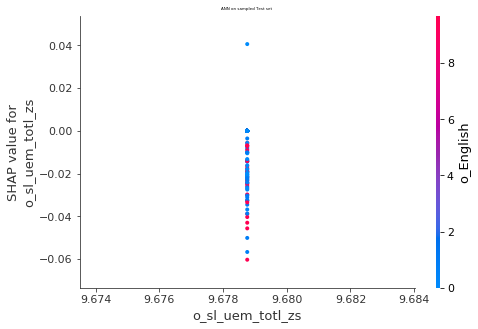 ANN on sampled Test set
0.04
0.02
0.00
−0.02
−0.04
−0.06
SHAP value for
o_sl_uem_totl_zs
9.674 9.676 9.678 9.680 9.682 9.684
o_sl_uem_totl_zs
8
6
4
2
0
o_English